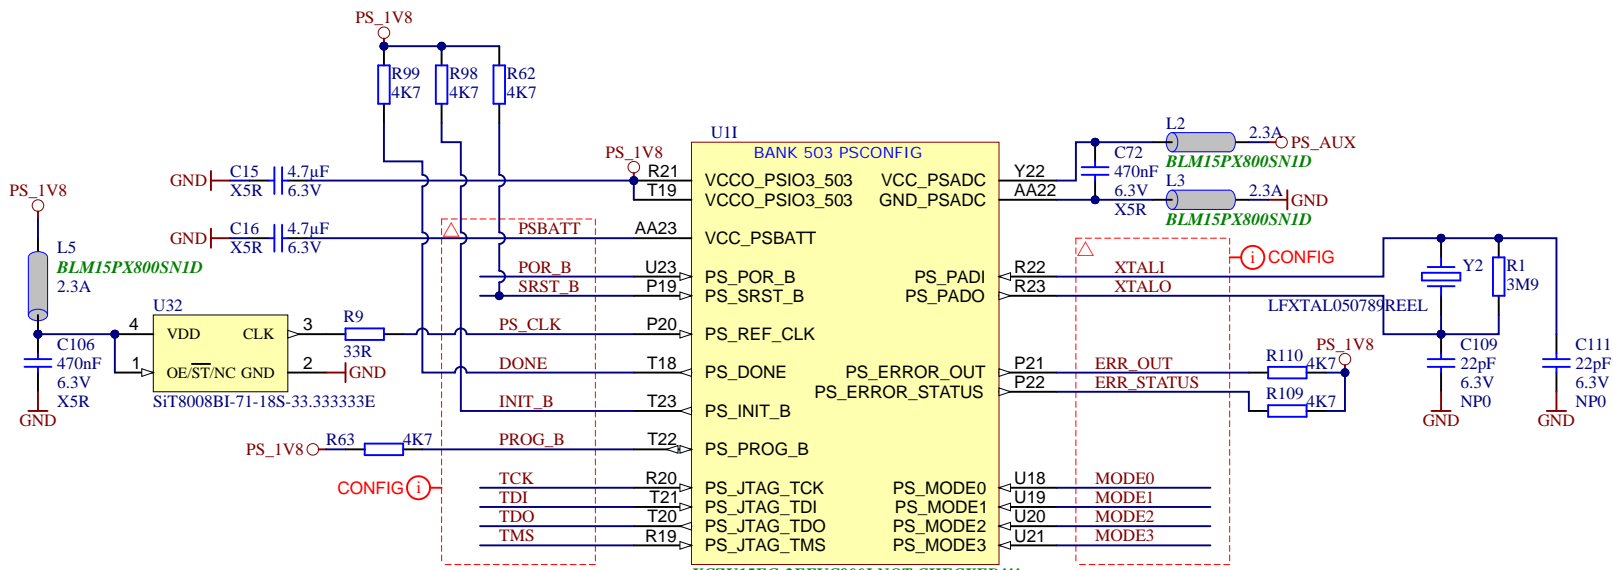 PS_1V8
R99
4K7
R98
4K7
R62
4K7
U1I
BANK 503 PSCONFIG
PS_1V8
GND
C15
X5R
4.7µF
6.3V
R21
T19
VCCO_PSIO3_503
VCCO_PSIO3_503
GND
C16
X5R
4.7µF
6.3V
PSBATT
AA23
VCC_PSBATT
POR_B
U23
PS_POR_B
SRST_B
P19
PS_SRST_B
PS_1V8
L5
BLM15PX800SN1D
2.3A
U32
4
VDD
CLK
3
1
OE/ST/NC
GND
2
GND
SiT8008BI-71-18S-33.333333E
C106
470nF
6.3V
X5R
GND
R9
33R
PS_CLK
P20
PS_REF_CLK
DONE
T18
PS_DONE
INIT_B
T23
PS_INIT_B
PS_1V8
R63
4K7
PROG_B
T22
PS_PROG_B
CONFIG
i
TCK
R20
PS_JTAG_TCK
TDI
T21
PS_JTAG_TDI
TDO
T20
PS_JTAG_TDO
TMS
R19
PS_JTAG_TMS
VCC_PSADC
Y22
GND_PSADC
AA22
C72
470nF
6.3V
X5R
L2
2.3A
PS_AUX
BLM15PX800SN1D
L3
2.3A
GND
BLM15PX800SN1D
i
CONFIG
PS_PADI
R22
XTALI
PS_PADO
R23
XTALO
Y2
LFXTAL050789REEL
R1
3M9
PS_ERROR_OUT
P21
ERR_OUT
PS_ERROR_STATUS
P22
ERR_STATUS
R110
4K7
R109
4K7
PS_1V8
C109
22pF
6.3V
NP0
GND
C111
22pF
6.3V
NP0
GND
PS_MODE0
U18
MODE0
PS_MODE1
U19
MODE1
PS_MODE2
U20
MODE2
PS_MODE3
U21
MODE3